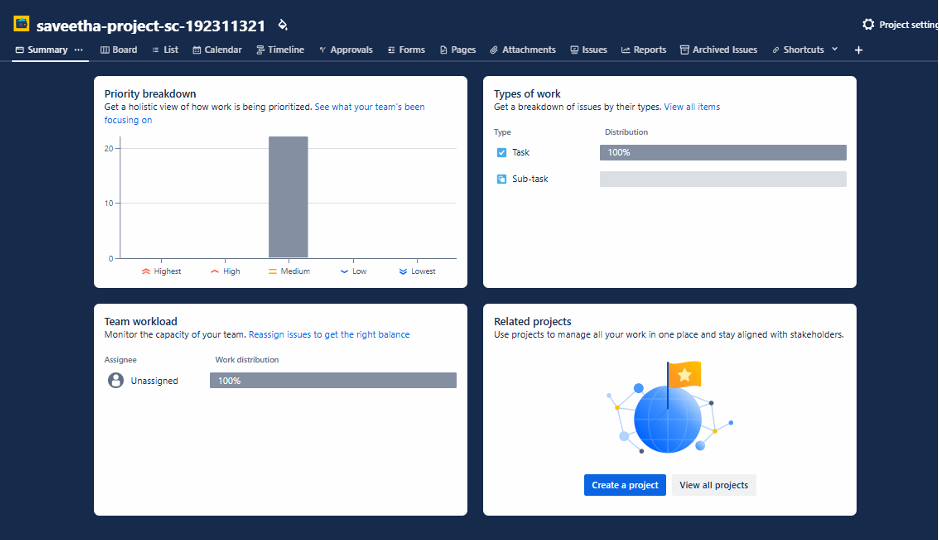 saveetha-project-sc-192311321
Project setting
Summary ••• Board List Calendar Timeline Approvals Forms Pages Attachments Issues Reports Archived Issues Shortcuts
Priority breakdown
Get a holistic view of how work is being prioritized. See what your team's been
focusing on
20
10
0
Highest High Medium Low Lowest
Types of work
Get a breakdown of issues by their types. View all items
Type Distribution
Task 100%
Sub-task
Team workload
Monitor the capacity of your team. Reassign issues to get the right balance
Assignee Work distribution
Unassigned 100%
Related projects
Use projects to manage all your work in one place and stay aligned with stakeholders.
Create a project View all projects